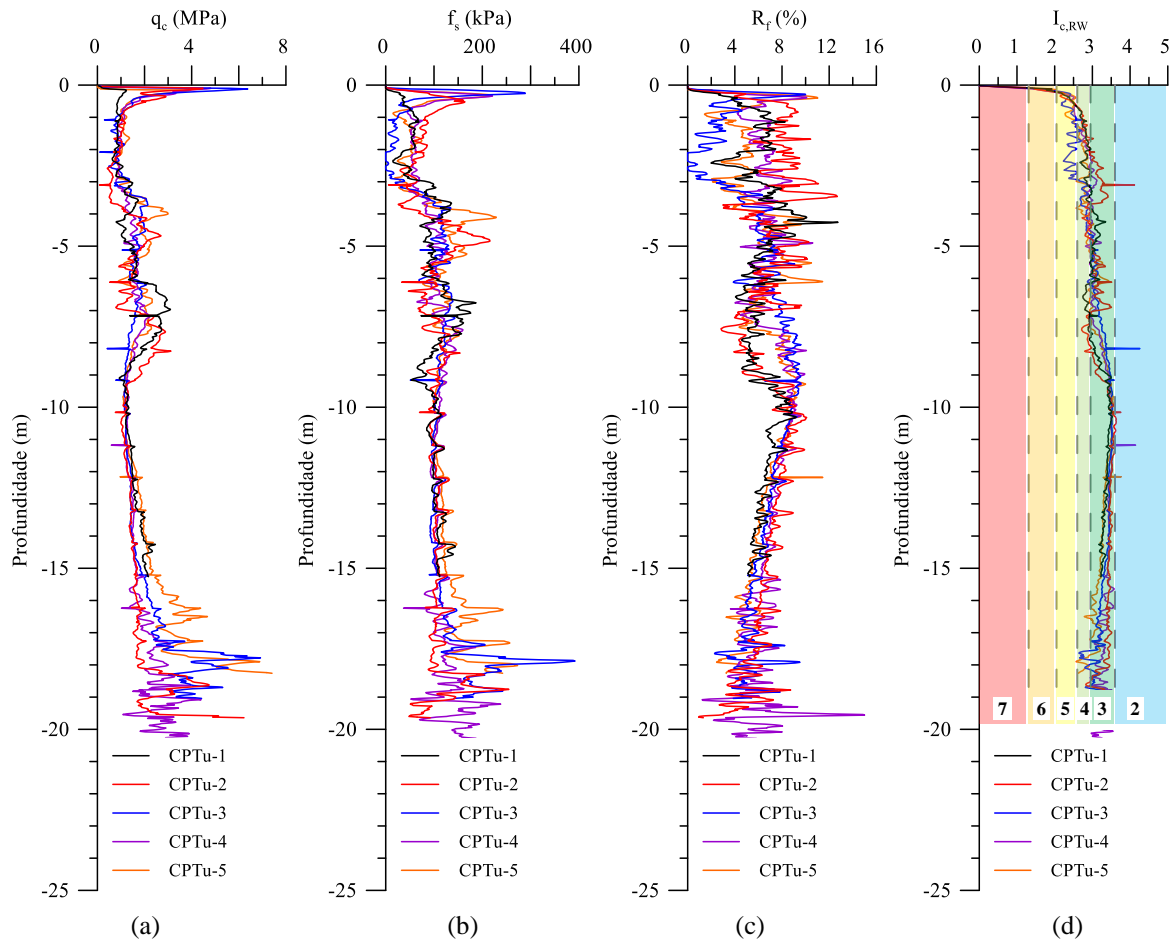 q_c (MPa) f_s (kPa) R_f (%) I_c,RW
0 4 8 0 200 400 0 4 8 12 16 0 1 2 3 4 5
0 0 0 0
-5 -5 -5 -5
Profundidade (m) Profundidade (m) Profundidade (m) Profundidade (m)
-10 -10 -10 -10
-15 -15 -15 -15
7 6 5 4 3 2
-20 -20 -20 -20
CPTu-1 CPTu-1 CPTu-1 CPTu-1
CPTu-2 CPTu-2 CPTu-2 CPTu-2
CPTu-3 CPTu-3 CPTu-3 CPTu-3
CPTu-4 CPTu-4 CPTu-4 CPTu-4
CPTu-5 CPTu-5 CPTu-5 CPTu-5
-25 -25 -25 -25
(a) (b) (c) (d)